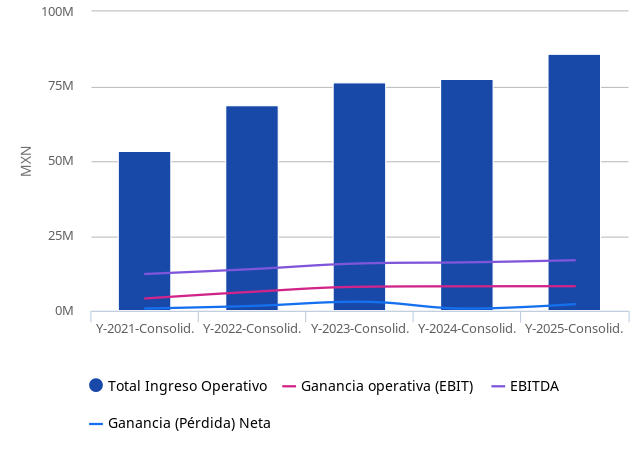 100M
75M
50M
25M
0M
MXN
Y-2021-Consolid. Y-2022-Consolid. Y-2023-Consolid. Y-2024-Consolid. Y-2025-Consolid.
Total Ingreso Operativo Ganancia operativa (EBIT) EBITDA
Ganancia (Pérdida) Neta